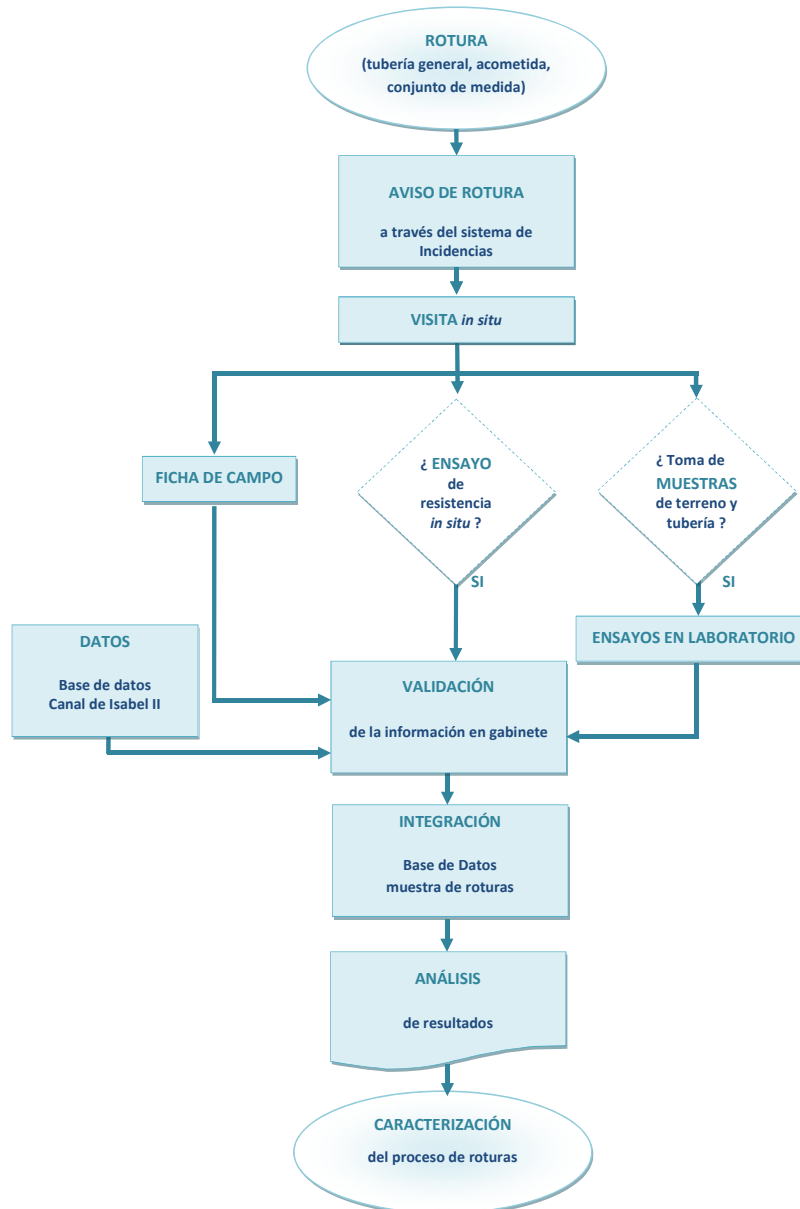 ROTURA
(tubería general, acometida,
conjunto de medida)
AVISO DE ROTURA
a través del sistema de
Incidencias
VISITA in situ
FICHA DE CAMPO
¿ ENSAYO
de
resistencia
in situ ?
SI
¿ Toma de
MUESTRAS
de terreno y
tubería ?
SI
ENSAYOS EN LABORATORIO
DATOS
Base de datos
Canal de Isabel II
VALIDACIÓN
de la información en gabinete
INTEGRACIÓN
Base de Datos
muestra de roturas
ANÁLISIS
de resultados
CARACTERIZACIÓN
del proceso de roturas